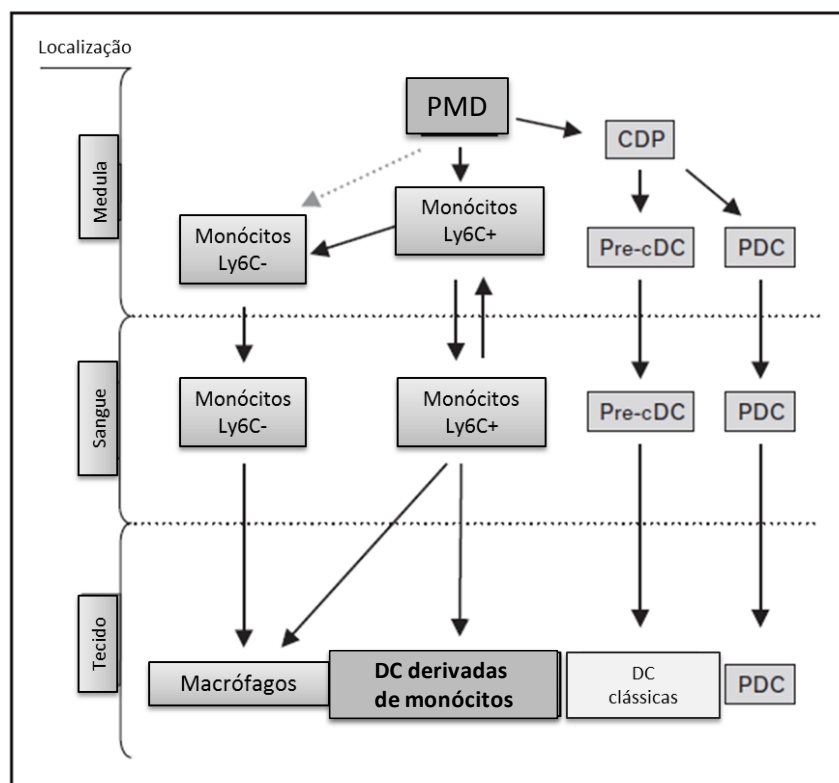 Localização
PMD
CDP
Medula
Monócitos
Ly6C+
Monócitos
Ly6C-
Pre-cDC
PDC
Sangue
Monócitos
Ly6C-
Monócitos
Ly6C+
Pre-cDC
PDC
Tecido
Macrófagos
DC derivadas
de monócitos
DC
clássicas
PDC